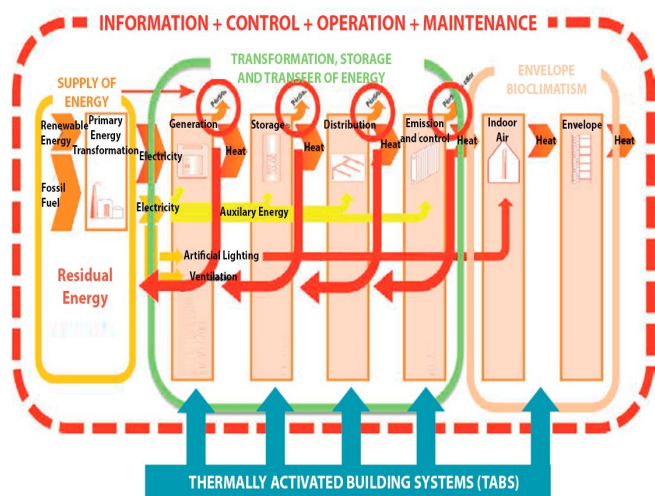 INFORMATION + CONTROL + OPERATION + MAINTENANCE
TRANSFORMATION, STORAGE
AND TRANSFER OF ENERGY
SUPPLY OF
ENERGY
ENVELOPE
BIOCLIMATISM
Renewable
Energy
Primary
Energy
Transformation
Electricity
Generation
Heat
Storage
Heat
Distribution
Heat
Emission
and control
Heat
Indoor
Air
Heat
Envelope
Heat
Fossil
Fuel
Electricity
Auxilary Energy
Artificial Lighting
Ventilation
Residual
Energy
THERMALLY ACTIVATED BUILDING SYSTEMS (TABS)